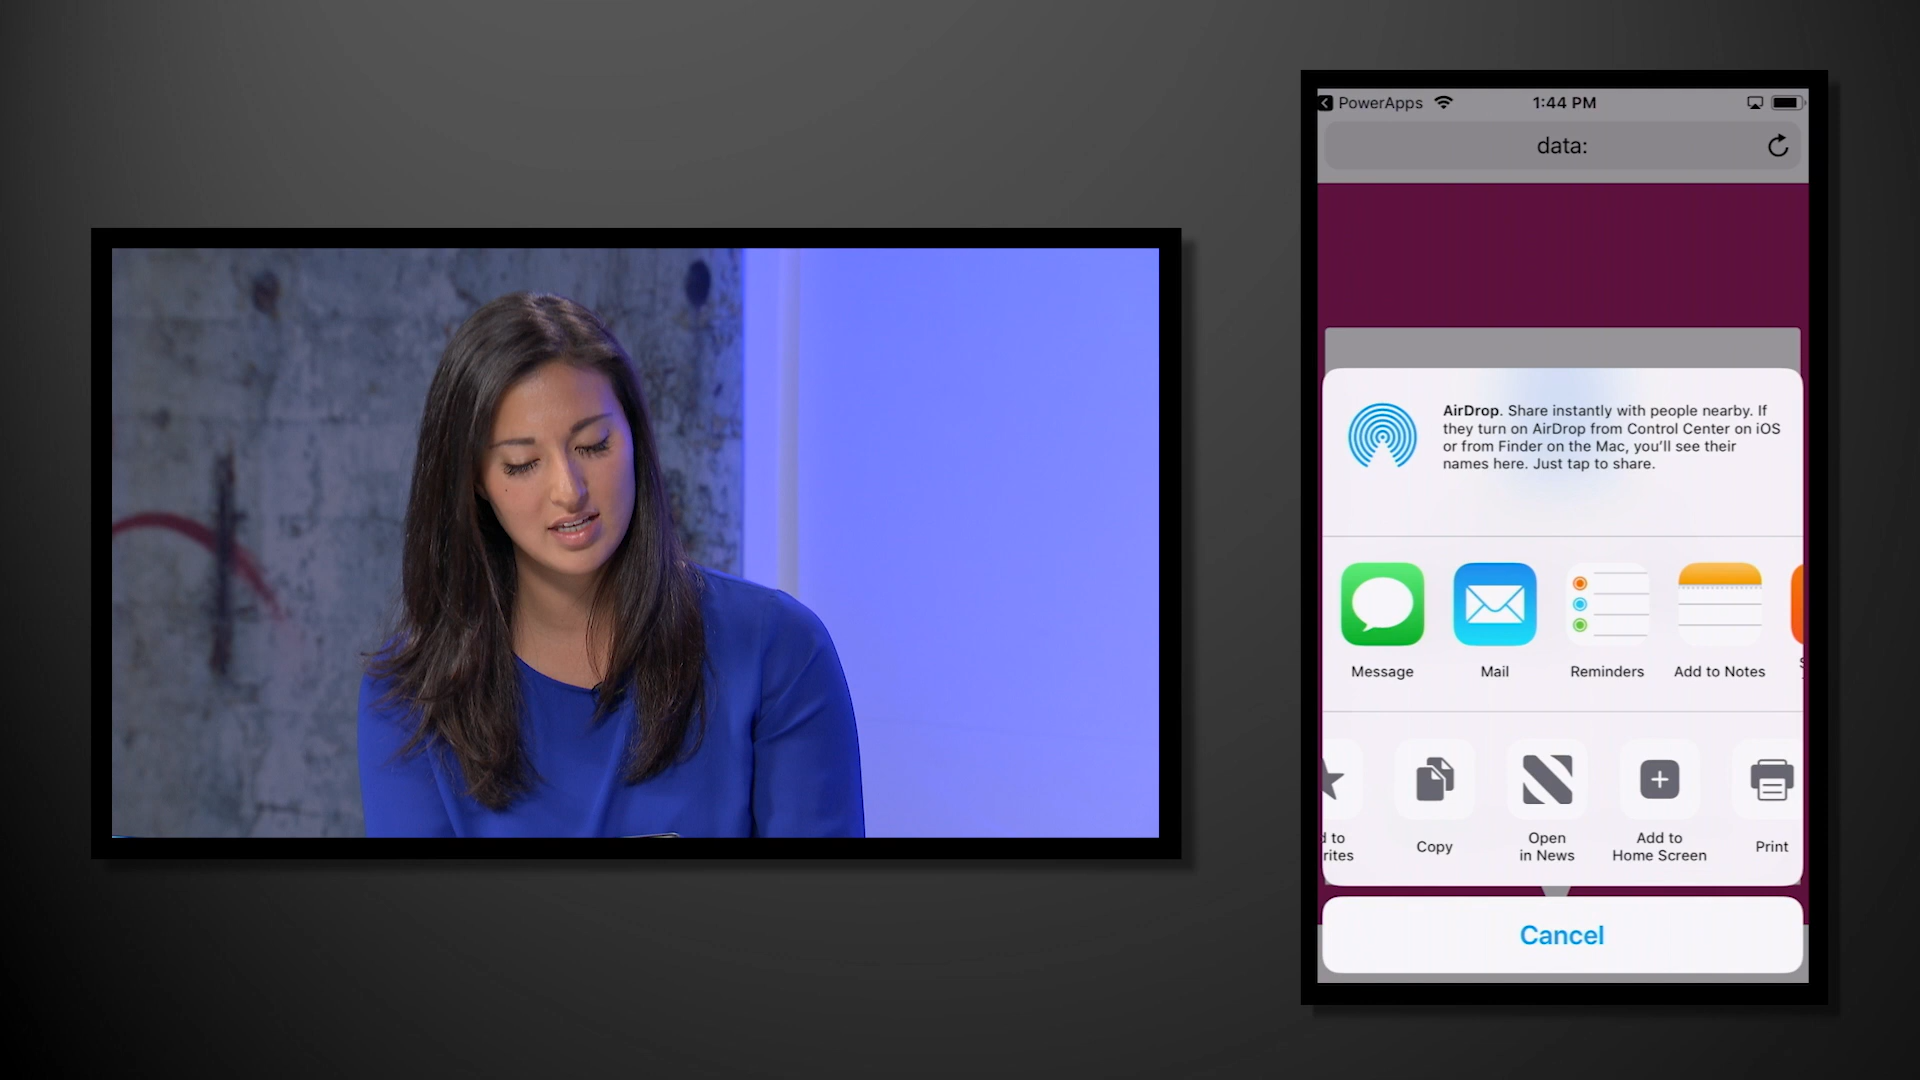 PowerApps
1:44 PM
data:
AirDrop. Share instantly with people nearby. If
they turn on AirDrop from Control Center on iOS
or from Finder on the Mac, you'll see their
names here. Just tap to share.
Message
Mail
Reminders
Add to Notes
to
rites
Copy
Open
in News
Add to
Home Screen
Print
Cancel